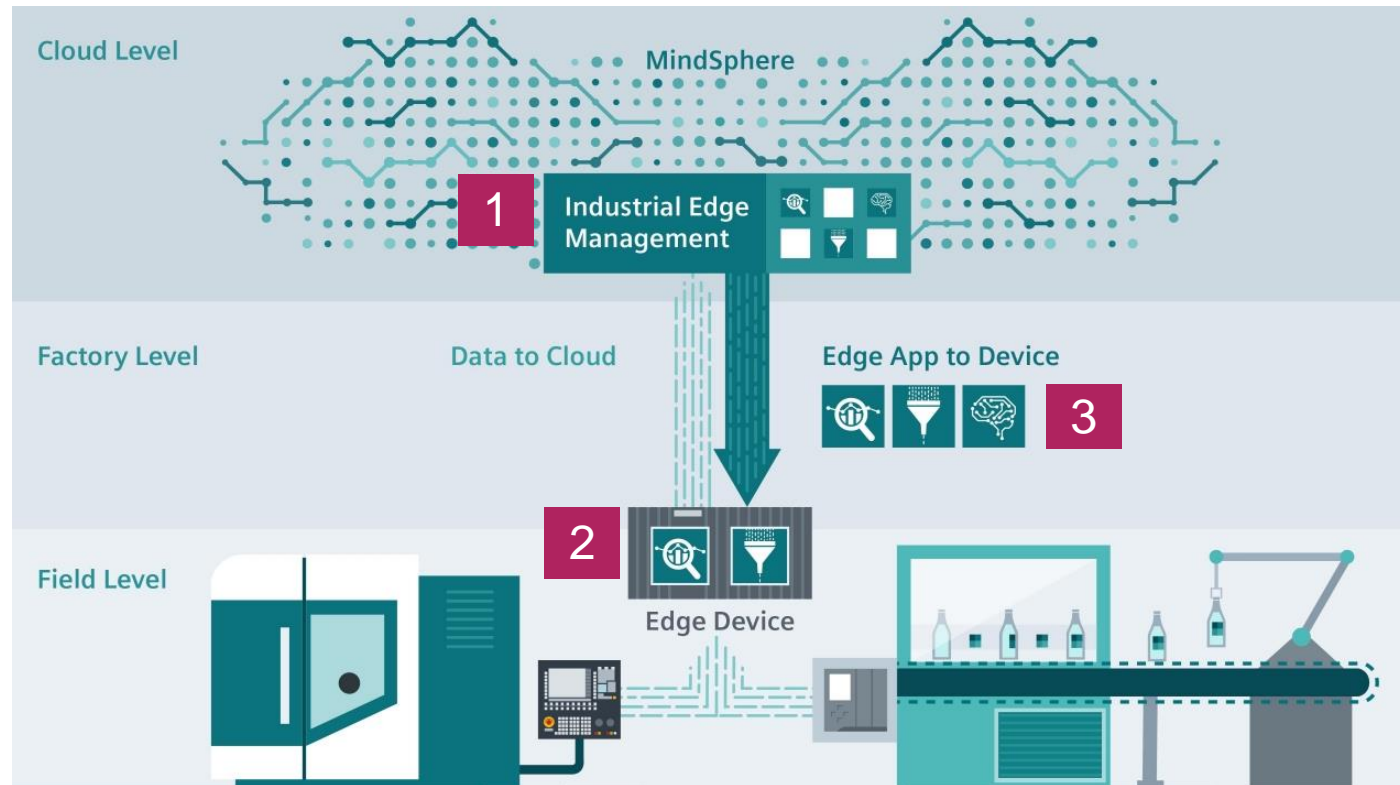 Cloud Level
MindSphere
1
Industrial Edge
Management
Factory Level
Data to Cloud
Edge App to Device
3
2
Field Level
Edge Device